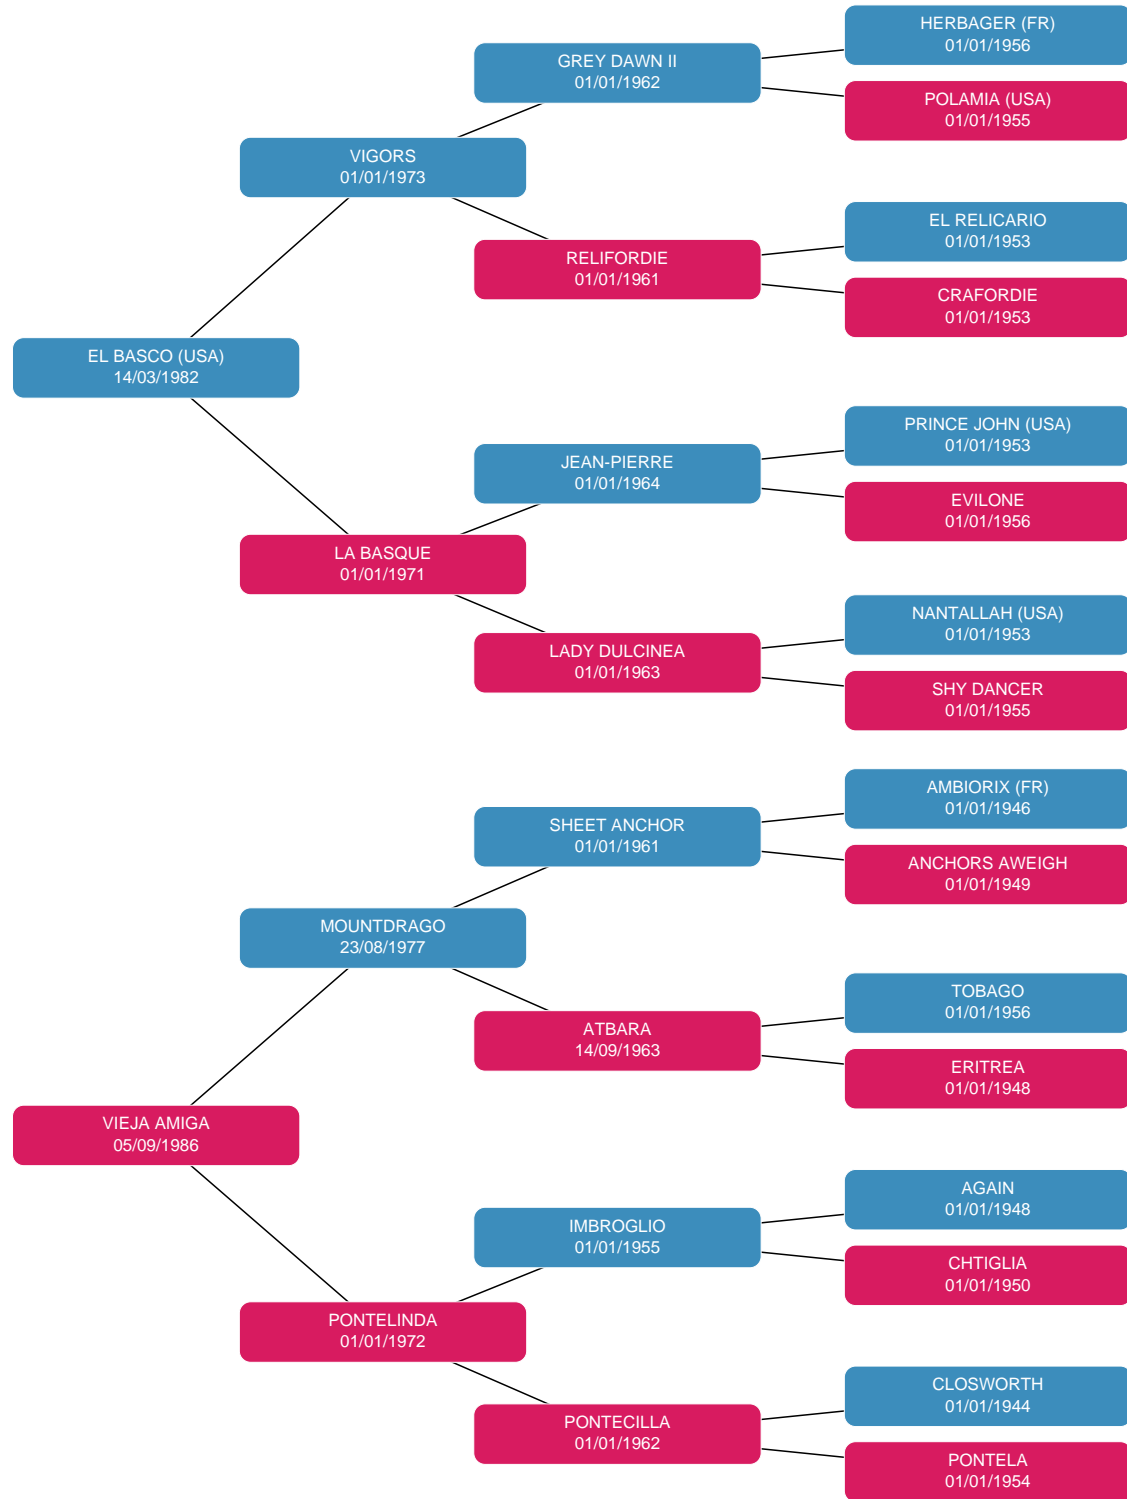 HERBAGER (FR)
01/01/1956
GREY DAWN II
01/01/1962
POLAMIA (USA)
01/01/1955
VIGORS
01/01/1973
EL RELICARIO
01/01/1953
RELIFORDIE
01/01/1961
CRAFORDIE
01/01/1953
EL BASCO (USA)
14/03/1982
PRINCE JOHN (USA)
01/01/1953
JEAN-PIERRE
01/01/1964
EVILONE
01/01/1956
LA BASQUE
01/01/1971
NANTALLAH (USA)
01/01/1953
LADY DULCINEA
01/01/1963
SHY DANCER
01/01/1955
AMBIORIX (FR)
01/01/1946
SHEET ANCHOR
01/01/1961
ANCHORS AWEIGH
01/01/1949
MOUNTDRAGO
23/08/1977
TOBAGO
01/01/1956
ATBARA
14/09/1963
ERITREA
01/01/1948
VIEJA AMIGA
05/09/1986
AGAIN
01/01/1948
IMBROGLIO
01/01/1955
CHTIGLIA
01/01/1950
PONTELINDA
01/01/1972
CLOSWORTH
01/01/1944
PONTECILLA
01/01/1962
PONTELA
01/01/1954